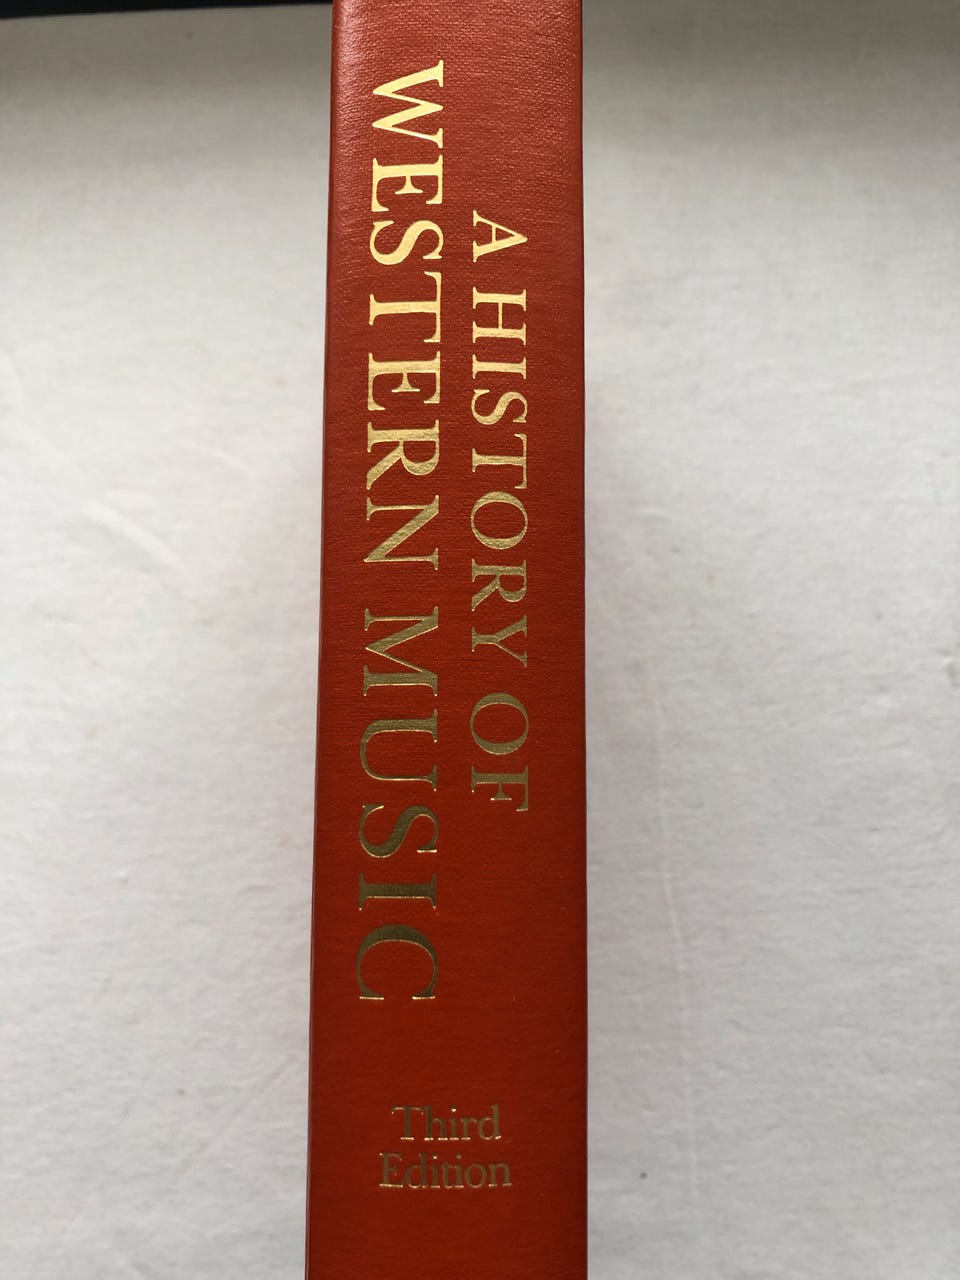 A HISTORY OF
WESTERN MUSIC
Third
Edition